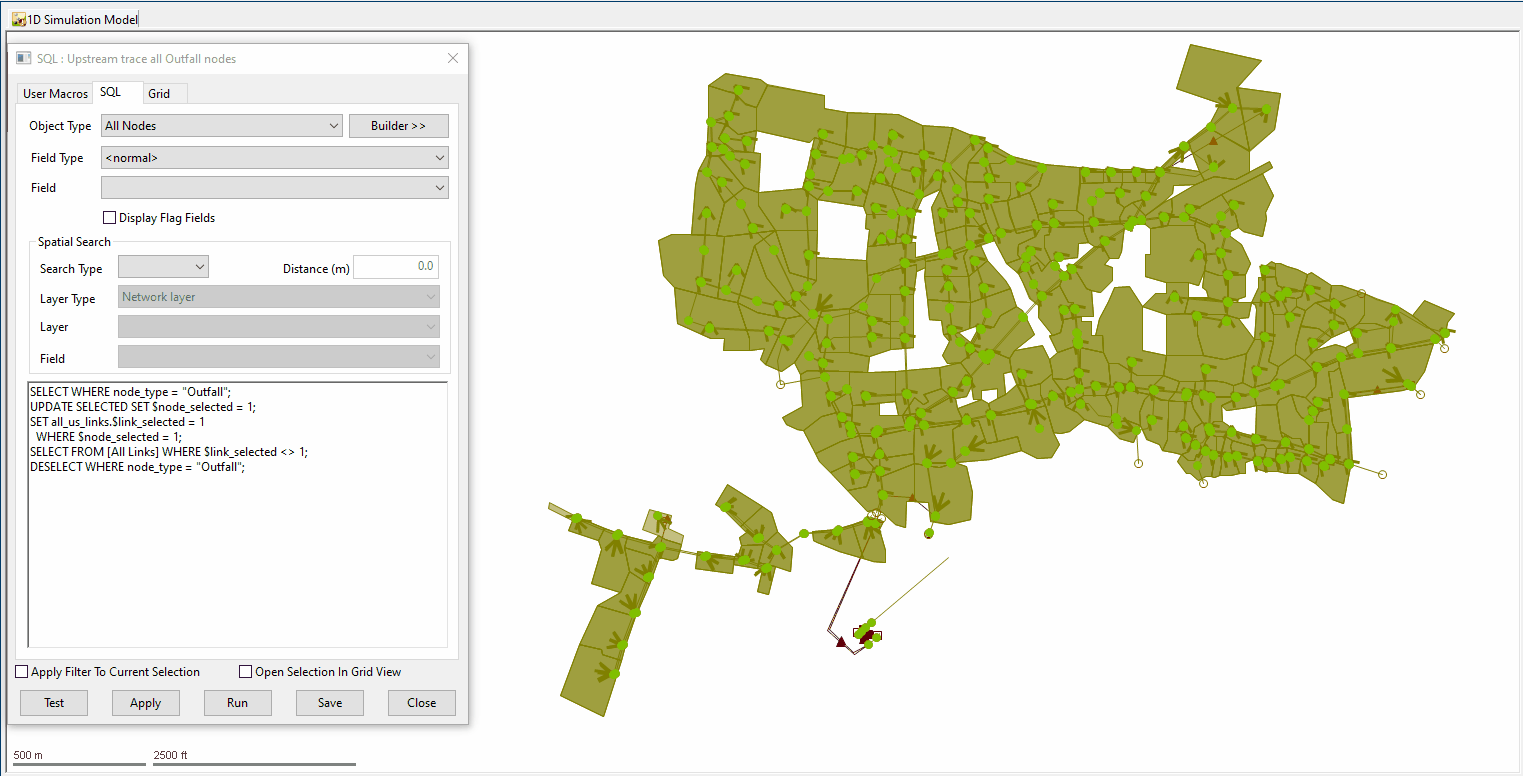 1D Simulation Model
SQL : Upstream trace all Outfall nodes
User Macros SQL Grid
Object Type All Nodes Builder >>
Field Type <normal>
Field
Display Flag Fields
Spatial Search
Search Type Distance (m) 0.0
Layer Type Network layer
Layer
Field
SELECT WHERE node_type = "Outfall";
UPDATE SELECTED SET $node_selected = 1;
SET all_us_links.$link_selected = 1
WHERE $node_selected = 1;
SELECT FROM [All Links] WHERE $link_selected <> 1;
DESELECT WHERE node_type = "Outfall";
Apply Filter To Current Selection Open Selection In Grid View
Test Apply Run Save Close
500 m 2500 ft